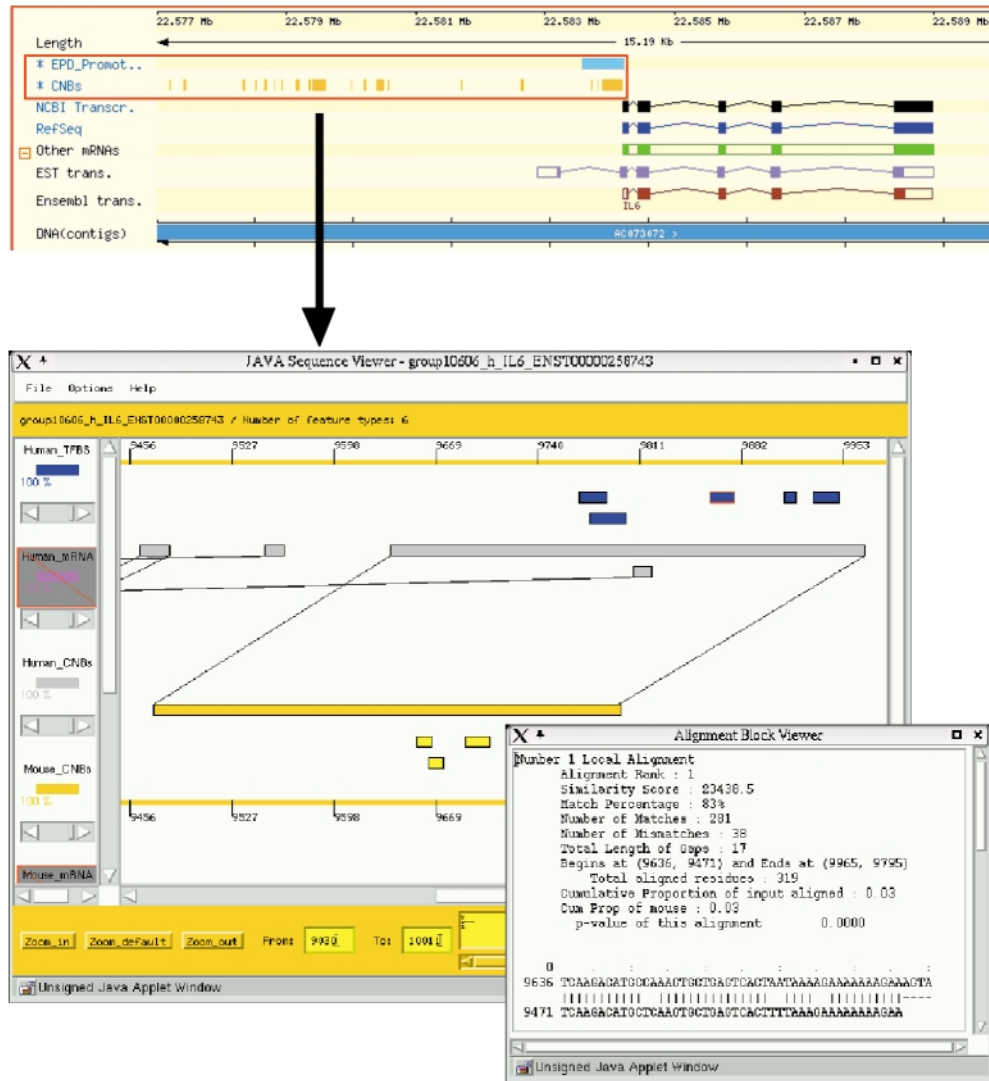 22.577 Mb 22.579 Mb 22.581 Mb 22.583 Mb 22.585 Mb 22.587 Mb 22.589 Mb
Length
15.19 Kb
* EPD_Promot..
* CNBs
NCBI Transcr.
RefSeq
Other mRNAs
EST trans.
Ensembl trans.
IL6
DNA(contigs)
AC073072 >
JAVA Sequence Viewer - group10606_h_IL6_ENST00000258743
File Options Help
group10606_h_IL6_ENST00000258743 / Number of feature types: 6
Human_TFBS
100 %
9456 9527 9598 9669 9740 9811 9882 9953
Human_mRNA
Human_CNBs
100 %
Mouse_CNBs
100 %
9456 9527 9598 9669
Mouse_mRNA
Zoom_in Zoom_default Zoom_out From: 9030 To: 10011
Unsigned Java Applet Window
Alignment Block Viewer
Number 1 Local Alignment
Alignment Rank : 1
Similarity Score : 23438.5
Match Percentage : 83%
Number of Matches : 281
Number of Mismatches : 38
Total Length of Gaps : 17
Begins at (9636, 9471) and Ends at (9965, 9795)
Total aligned residues : 319
Cumulative Proportion of input aligned : 0.03
Cum Prop of mouse : 0.03
p-value of this alignment 0.0000
0 . : . : . : . :
9636 TCAAGACATGCCAAAGTGCTGAGTCACTAATAAAAGAAAAAAAGAAAGTA
9471 TCAAGACATGCTCAAGTGCTGAGTCACTTTTAAAGAAAAAAAAGAA
Unsigned Java Applet Window